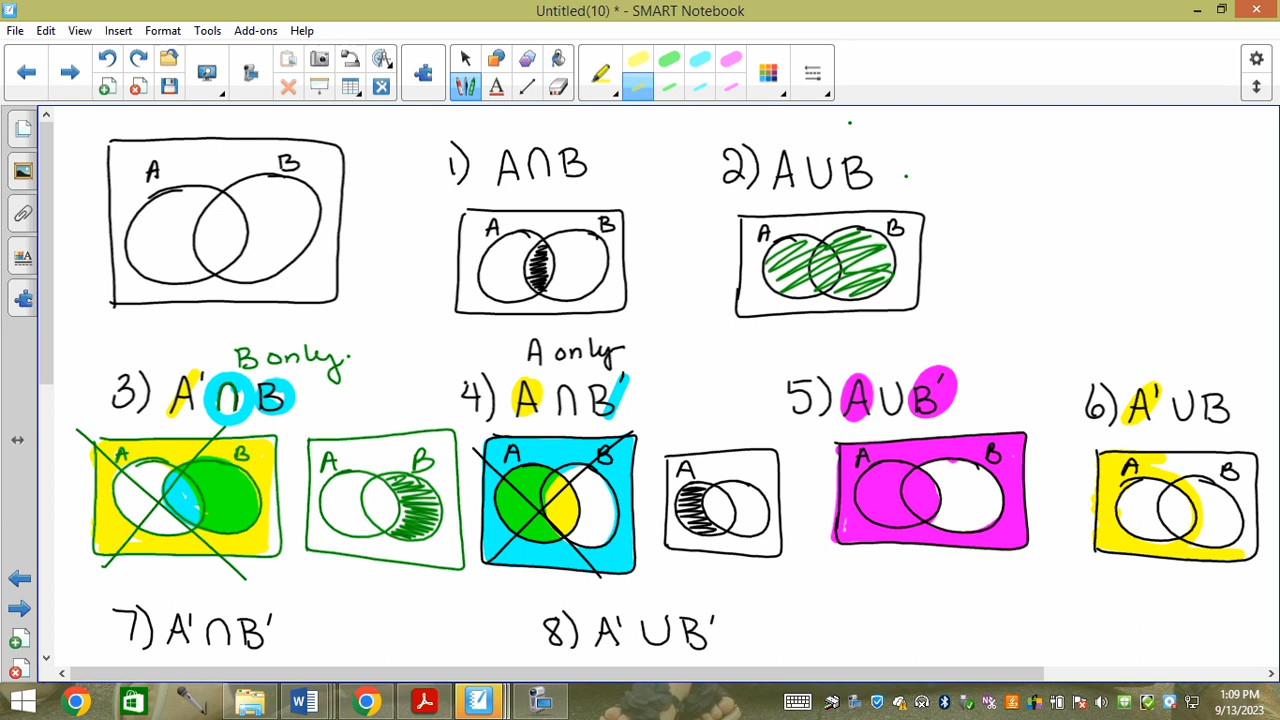 Untitled(10) * - SMART Notebook
File Edit View Insert Format Tools Add-ons Help
A B
1) A∩B
A B
2) A∪B
A B
B only.
3) A'∩B
A B
A B
A only
4) A∩B'
A B
A
5) A∪B'
A B
6) A'∪B
A B
7) A'∩B'
8) A'∪B'
1:09 PM
9/13/2023